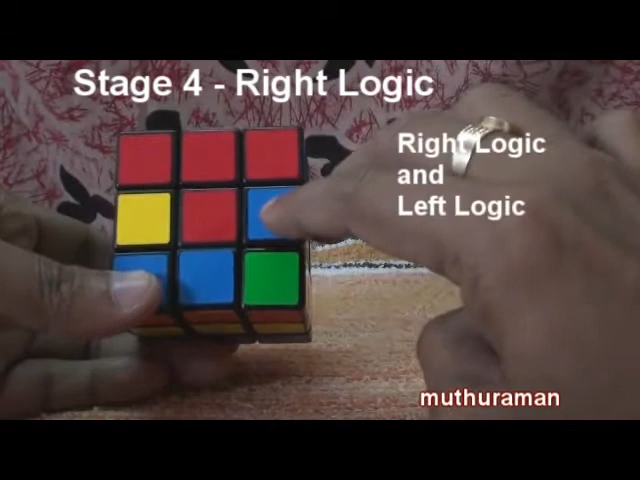 Stage 4 - Right Logic
Right Logic
and
Left Logic
muthuraman